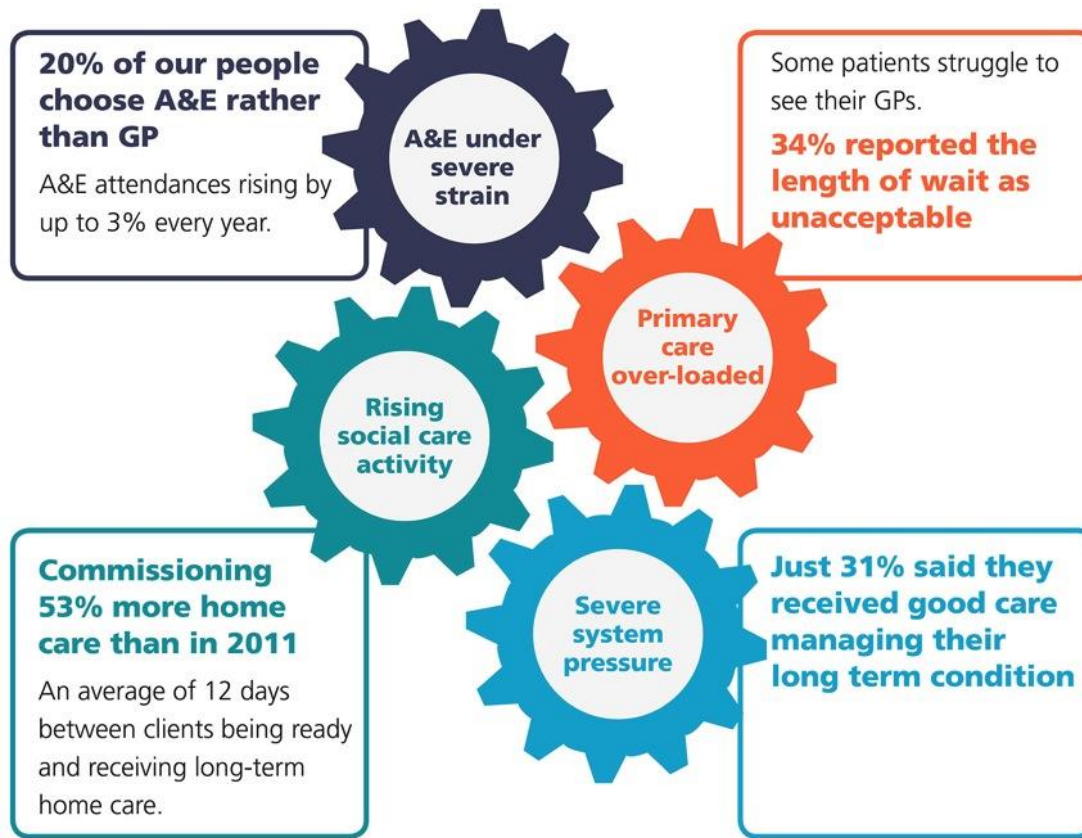 20% of our people
choose A&E rather
than GP
A&E attendances rising by
up to 3% every year.
A&E under
severe
strain
Some patients struggle to
see their GPs.
34% reported the
length of wait as
unacceptable
Primary
care
over-loaded
Rising
social care
activity
Commissioning
53% more home
care than in 2011
An average of 12 days
between clients being ready
and receiving long-term
home care.
Severe
system
pressure
Just 31% said they
received good care
managing their
long term condition